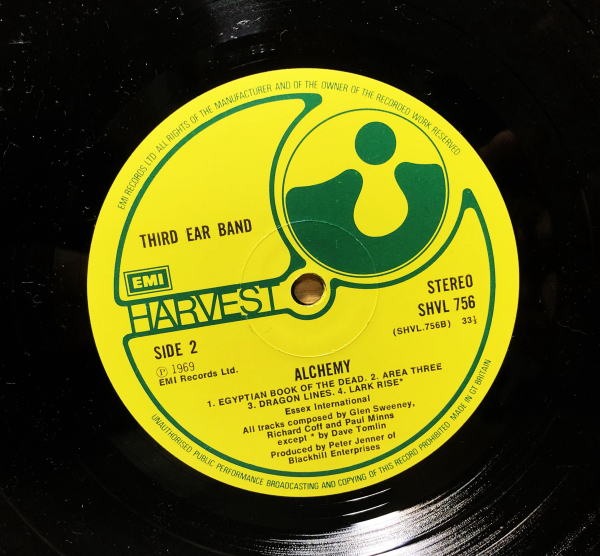 EMI RECORDS LTD ALL RIGHTS OF THE MANUFACTURER AND OF THE OWNER OF THE RECORDED WORK RESERVED
THIRD EAR BAND
EMI
HARVEST
STEREO
SHVL 756
(SHVL.756B) 33⅓
SIDE 2
Ⓟ 1969
EMI Records Ltd.
ALCHEMY
1. EGYPTIAN BOOK OF THE DEAD. 2. AREA THREE
3. DRAGON LINES. 4. LARK RISE*
Essex International
All tracks composed by Glen Sweeney,
Richard Coff and Paul Minns
except * by Dave Tomlin
Produced by Peter Jenner of
Blackhill Enterprises
UNAUTHORISED PUBLIC PERFORMANCE BROADCASTING AND COPYING OF THIS RECORD PROHIBITED MADE IN GT BRITAIN